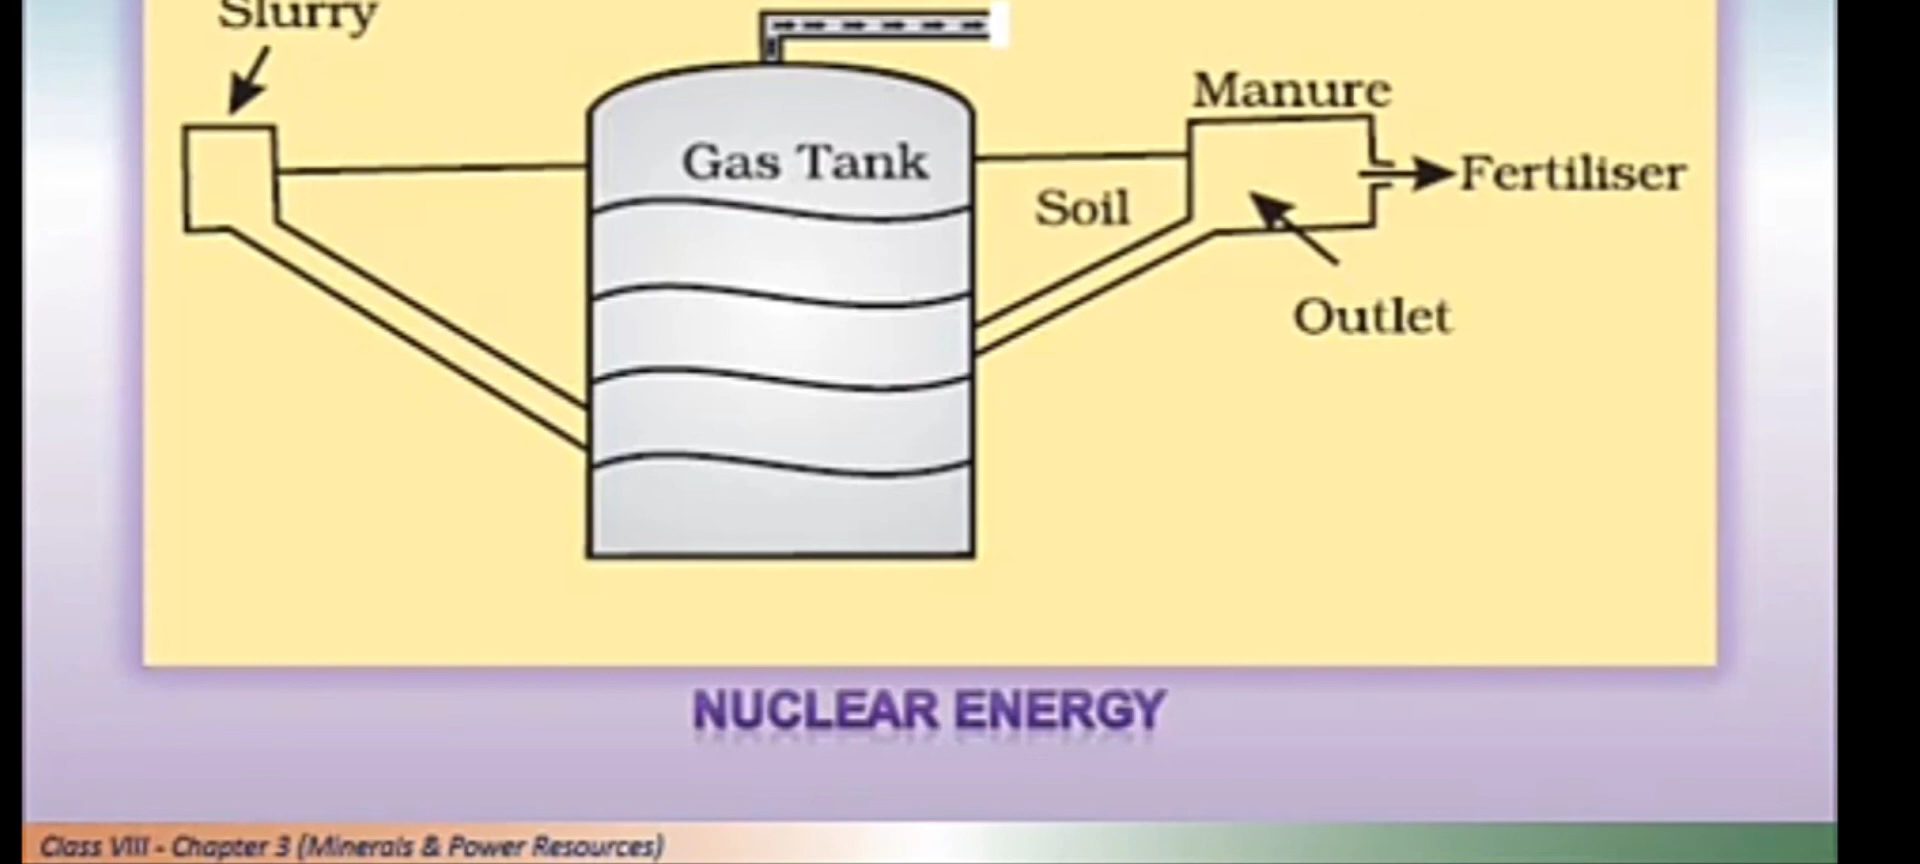 Slurry
Manure
Gas Tank
Fertiliser
Soil
Outlet
NUCLEAR ENERGY
Class VIII - Chapter 3 (Minerals & Power Resources)